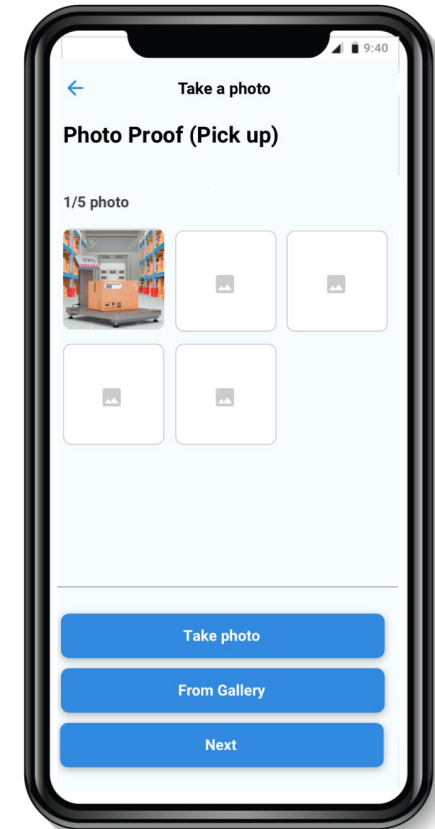 9:40
Take a photo
Photo Proof (Pick up)
1/5 photo
Take photo
From Gallery
Next